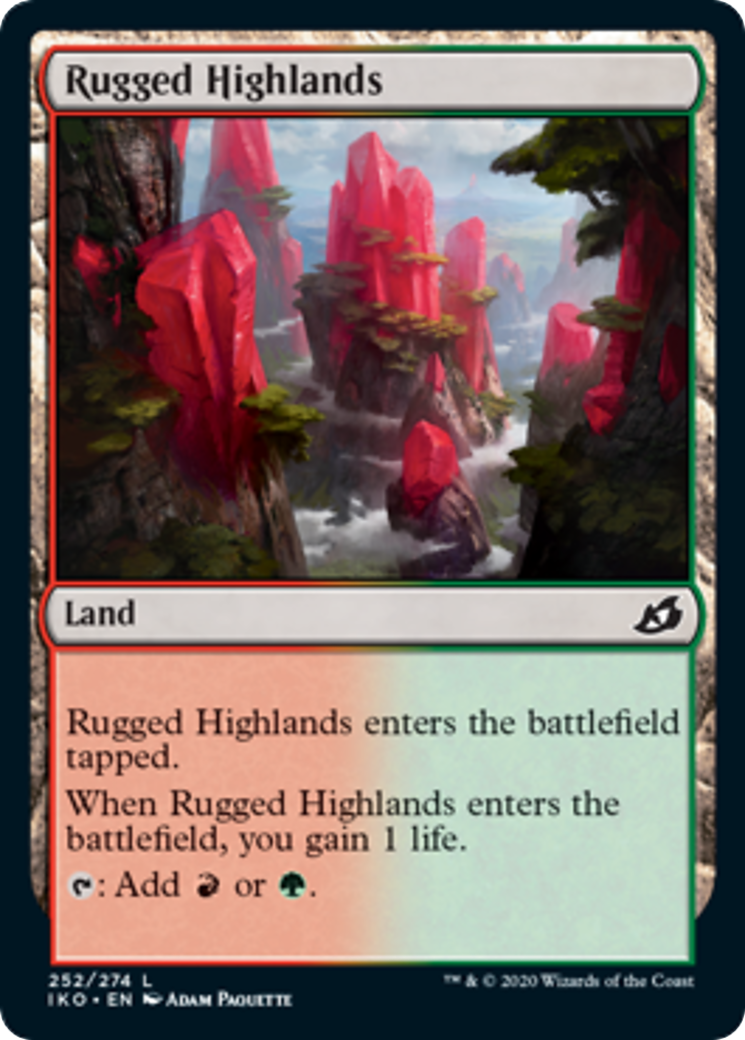 Rugged Highlands
Land
Rugged Highlands enters the battlefield
tapped.
When Rugged Highlands enters the
battlefield, you gain 1 life.
: Add or .
252/274 L
IKO • EN Adam Paquette
™ & © 2020 Wizards of the Coast